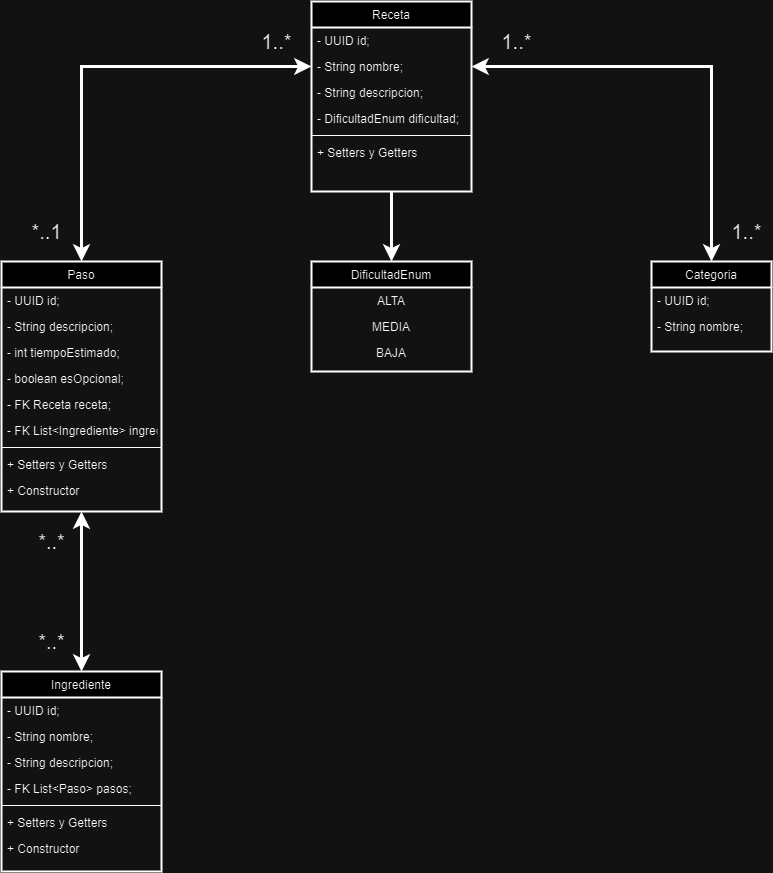 Receta
- UUID id;
- String nombre;
- String descripcion;
- DificultadEnum dificultad;
+ Setters y Getters
1..*
1..*
*..1
1..*
Paso
- UUID id;
- String descripcion;
- int tiempoEstimado;
- boolean esOpcional;
- FK Receta receta;
- FK List<Ingrediente> ingre
+ Setters y Getters
+ Constructor
DificultadEnum
ALTA
MEDIA
BAJA
Categoria
- UUID id;
- String nombre;
*..*
*..*
Ingrediente
- UUID id;
- String nombre;
- String descripcion;
- FK List<Paso> pasos;
+ Setters y Getters
+ Constructor